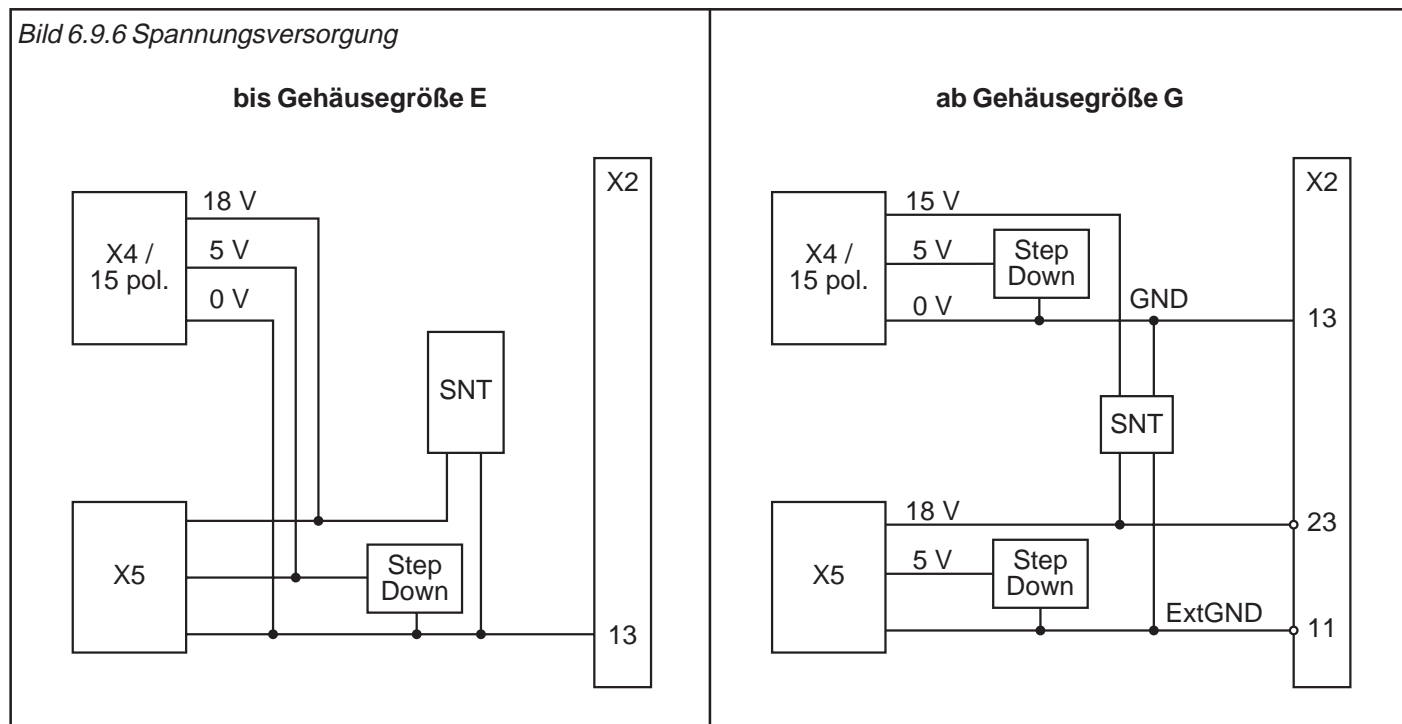 Bild 6.9.6 Spannungsversorgung
bis Gehäusegröße E
X2
18 V
X4 /
15 pol.
5 V
0 V
SNT
X5
Step
Down
13
ab Gehäusegröße G
X2
15 V
X4 /
15 pol.
5 V
Step
Down
0 V
GND
13
SNT
18 V
23
X5
5 V
Step
Down
ExtGND
11